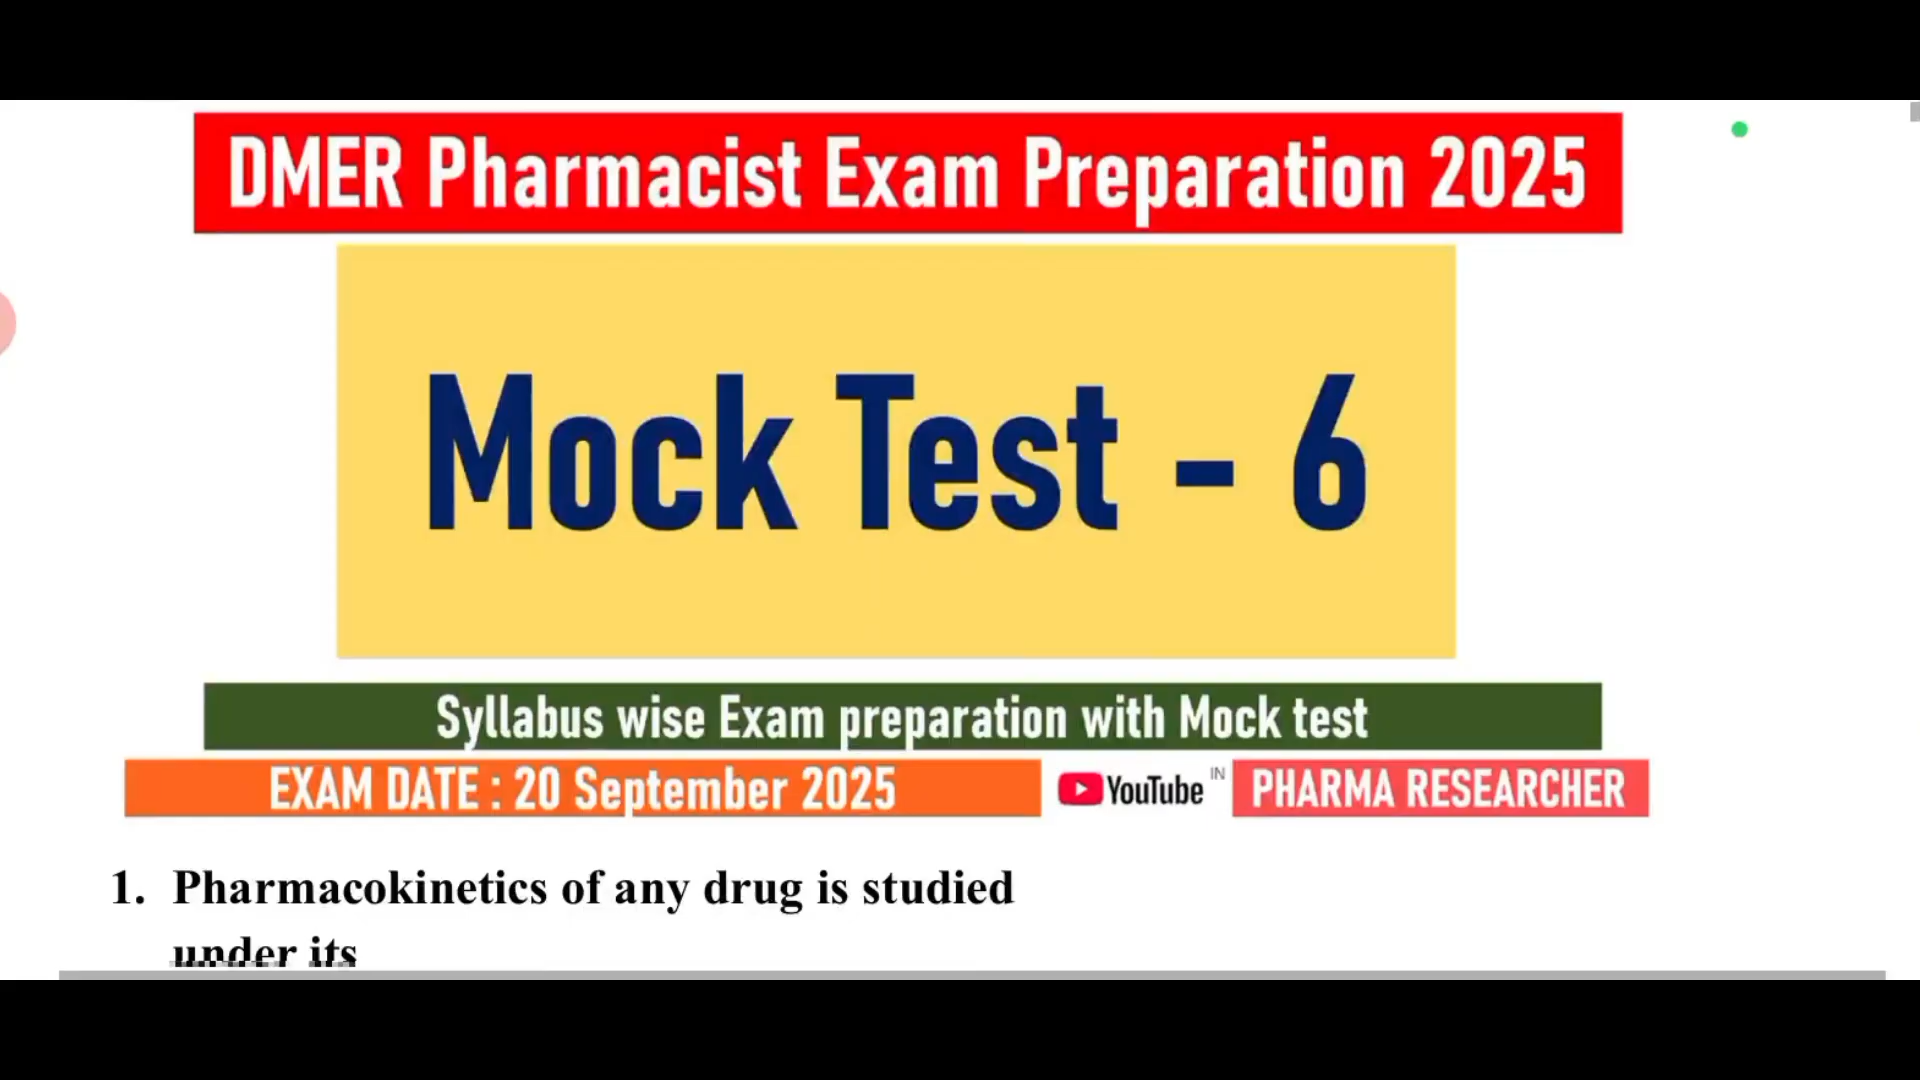 DMER Pharmacist Exam Preparation 2025
Mock Test - 6
Syllabus wise Exam preparation with Mock test
EXAM DATE : 20 September 2025
YouTube IN
PHARMA RESEARCHER
1. Pharmacokinetics of any drug is studied
under its